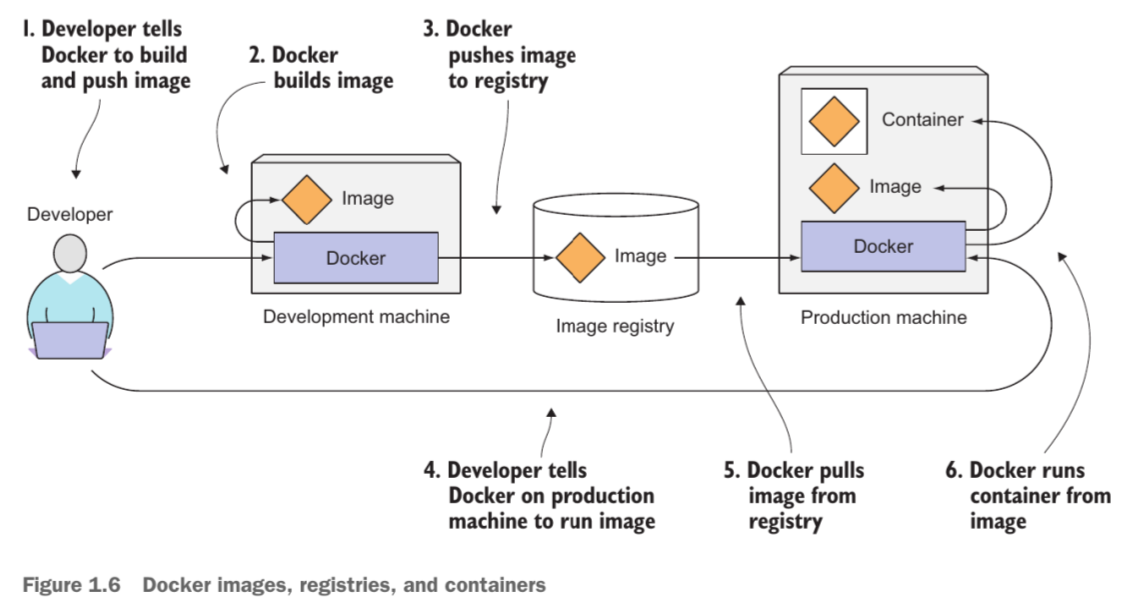 1. Developer tells
Docker to build
and push image
2. Docker
builds image
3. Docker
pushes image
to registry
Developer
Image
Docker
Development machine
Image
Image registry
Container
Image
Docker
Production machine
4. Developer tells
Docker on production
machine to run image
5. Docker pulls
image from
registry
6. Docker runs
container from
image
Figure 1.6 Docker images, registries, and containers